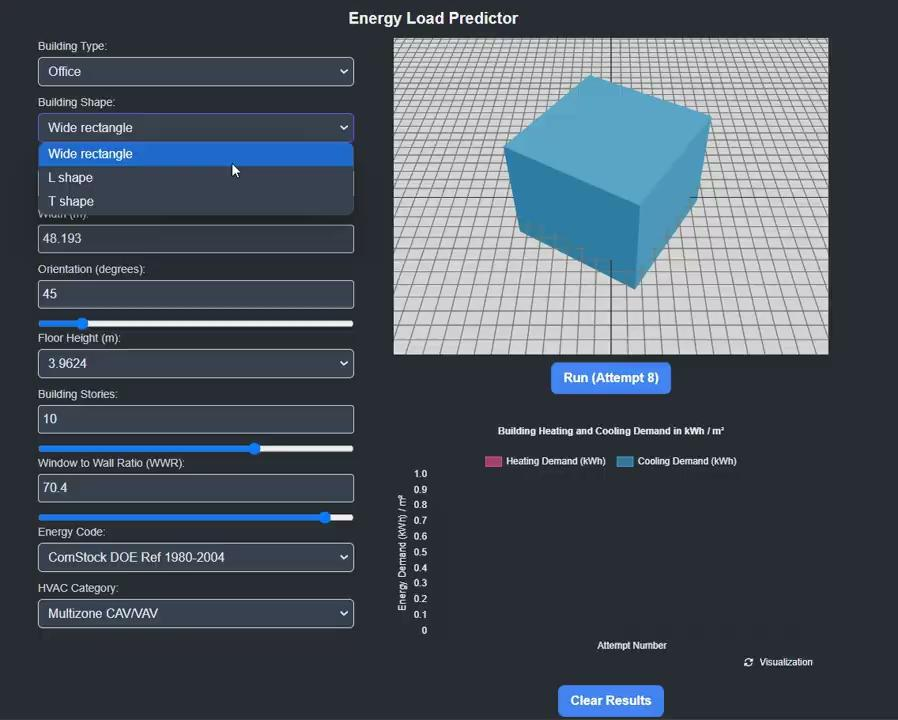 Energy Load Predictor
Building Type:
Office
Building Shape:
Wide rectangle
Wide rectangle
L shape
T shape
Width (m):
48.193
Orientation (degrees):
45
Floor Height (m):
3.9624
Building Stories:
10
Window to Wall Ratio (WWR):
70.4
Energy Code:
ComStock DOE Ref 1980-2004
HVAC Category:
Multizone CAV/VAV
Run (Attempt 8)
Building Heating and Cooling Demand in kWh / m²
Heating Demand (kWh)
Cooling Demand (kWh)
Energy Demand (kWh) / m²
1.0
0.9
0.8
0.7
0.6
0.5
0.4
0.3
0.2
0.1
0
Attempt Number
Visualization
Clear Results